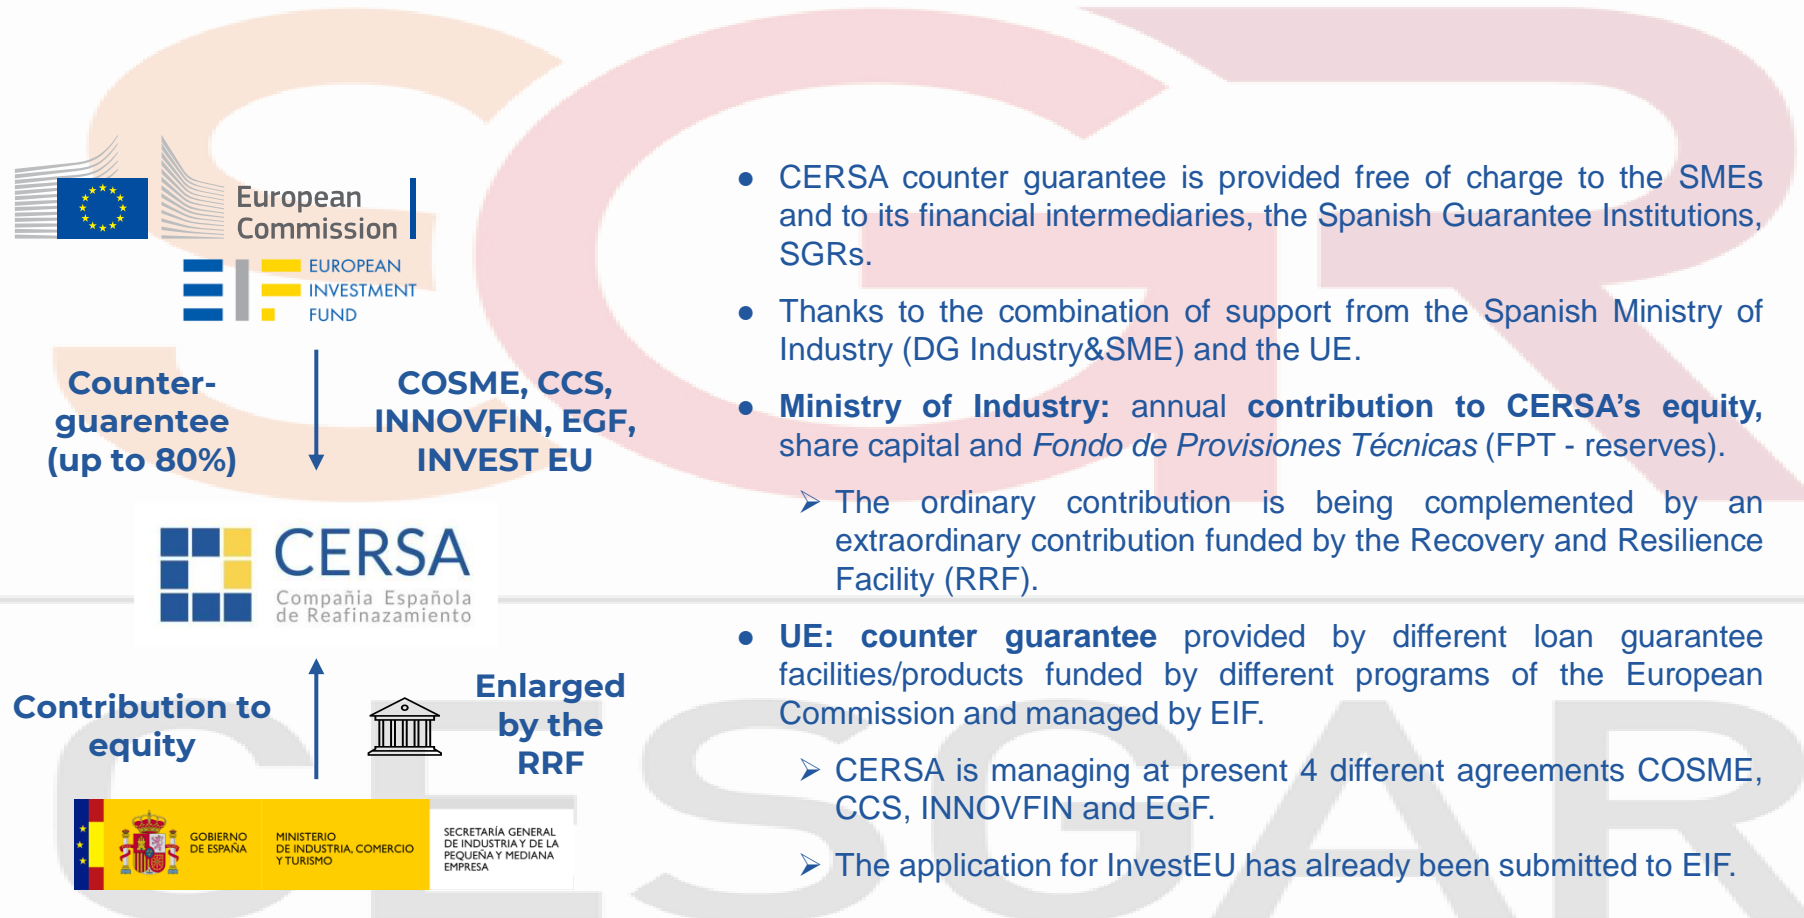 European
Commission
EUROPEAN
INVESTMENT
FUND
Counter-
guarentee
(up to 80%)
COSME, CCS,
INNOVFIN, EGF,
INVEST EU
CERSA
Compañia Española
de Reafinazamiento
Contribution to
equity
Enlarged
by the
RRF
GOBIERNO
DE ESPAÑA
MINISTERIO
DE INDUSTRIA, COMERCIO
Y TURISMO
SECRETARÍA GENERAL
DE INDUSTRIA Y DE LA
PEQUEÑA Y MEDIANA
EMPRESA
● CERSA counter guarantee is provided free of charge to the SMEs
and to its financial intermediaries, the Spanish Guarantee Institutions,
SGRs.
● Thanks to the combination of support from the Spanish Ministry of
Industry (DG Industry&SME) and the UE.
● Ministry of Industry: annual contribution to CERSA's equity,
share capital and Fondo de Provisiones Técnicas (FPT - reserves).
➢ The ordinary contribution is being complemented by an
extraordinary contribution funded by the Recovery and Resilience
Facility (RRF).
● UE: counter guarantee provided by different loan guarantee
facilities/products funded by different programs of the European
Commission and managed by EIF.
➢ CERSA is managing at present 4 different agreements COSME,
CCS, INNOVFIN and EGF.
➢ The application for InvestEU has already been submitted to EIF.
SGR
CESGAR